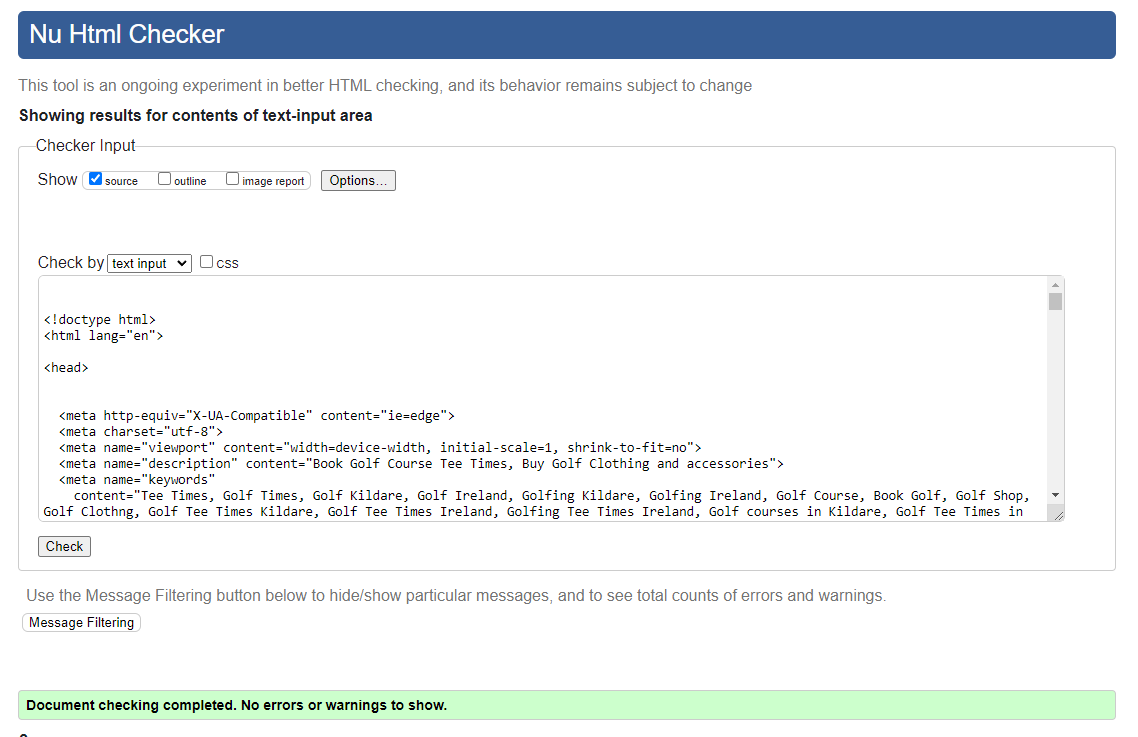 Nu Html Checker
This tool is an ongoing experiment in better HTML checking, and its behavior remains subject to change
Showing results for contents of text-input area
Checker Input
Show source outline image report Options...
Check by text input css
<!doctype html>
<html lang="en">
<head>
<meta http-equiv="X-UA-Compatible" content="ie=edge">
<meta charset="utf-8">
<meta name="viewport" content="width=device-width, initial-scale=1, shrink-to-fit=no">
<meta name="description" content="Book Golf Course Tee Times, Buy Golf Clothing and accessories">
<meta name="keywords"
content="Tee Times, Golf Times, Golf Kildare, Golf Ireland, Golfing Kildare, Golfing Ireland, Golf Course, Book Golf, Golf Shop,
Golf Clothng, Golf Tee Times Kildare, Golf Tee Times Ireland, Golfing Tee Times Ireland, Golf courses in Kildare, Golf Tee Times in
Check
Use the Message Filtering button below to hide/show particular messages, and to see total counts of errors and warnings.
Message Filtering
Document checking completed. No errors or warnings to show.